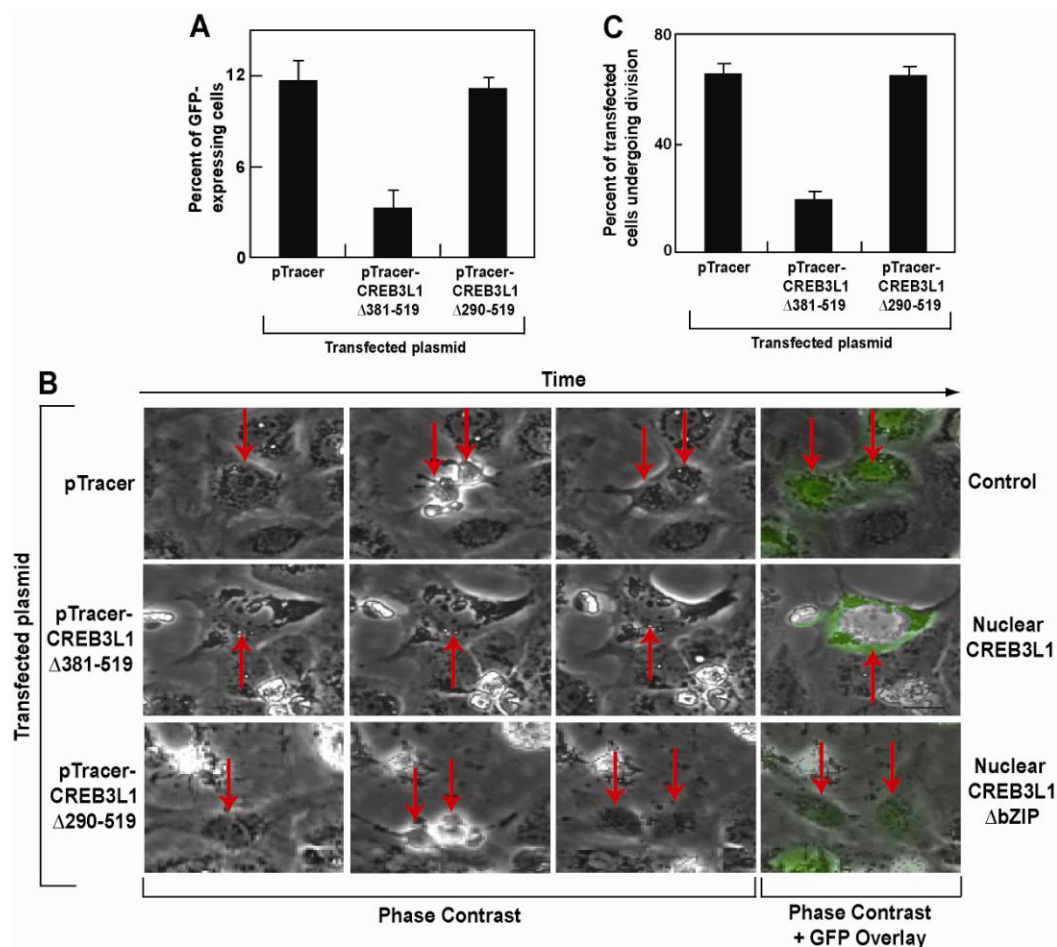 A
Percent of GFP-
expressing cells
12
6
0
pTracer
pTracer-
CREB3L1
Δ381-519
pTracer-
CREB3L1
Δ290-519
Transfected plasmid
C
Percent of transfected
cells undergoing division
80
40
0
pTracer
pTracer-
CREB3L1
Δ381-519
pTracer-
CREB3L1
Δ290-519
Transfected plasmid
B
Time
Transfected plasmid
pTracer
Control
pTracer-
CREB3L1
Δ381-519
Nuclear
CREB3L1
pTracer-
CREB3L1
Δ290-519
Nuclear
CREB3L1
ΔbZIP
Phase Contrast
Phase Contrast
+ GFP Overlay